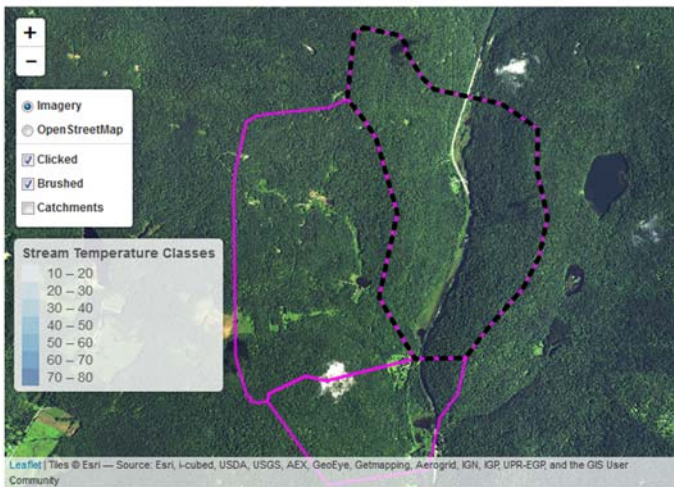 +
−
Imagery
OpenStreetMap
Clicked
Brushed
Catchments
Stream Temperature Classes
10 – 20
20 – 30
30 – 40
40 – 50
50 – 60
60 – 70
70 – 80
Leaflet | Tiles © Esri — Source: Esri, i-cubed, USDA, USGS, AEX, GeoEye, Getmapping, Aerogrid, IGN, IGP, UPR-EGP, and the GIS User
Community